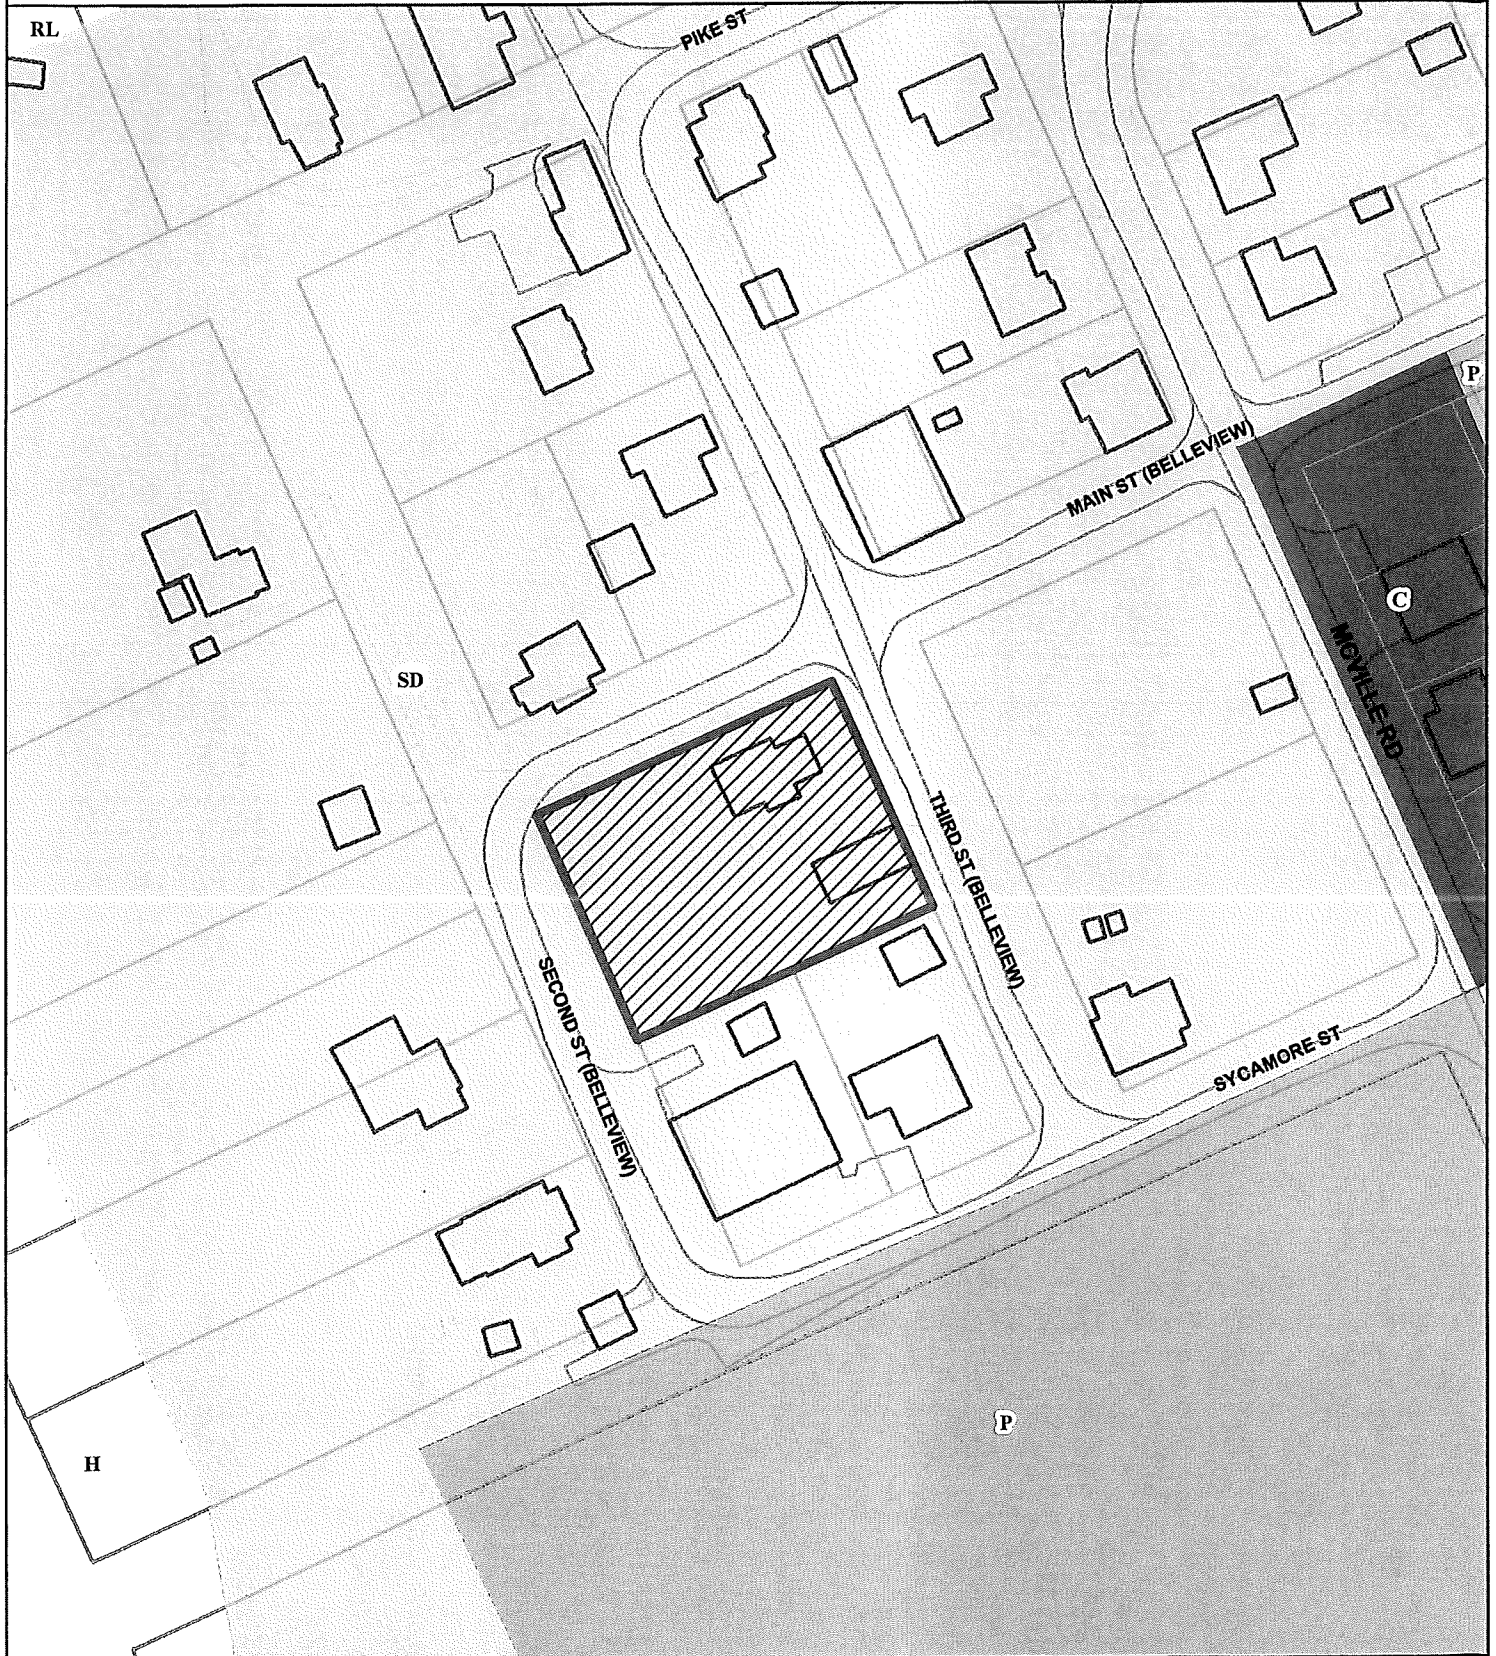 RL
PIKE ST
P
MAIN ST (BELLEVIEW)
C
MCVILLE RD
SD
THIRD ST (BELLEVIEW)
SECOND ST (BELLEVIEW)
SYCAMORE ST
P
H